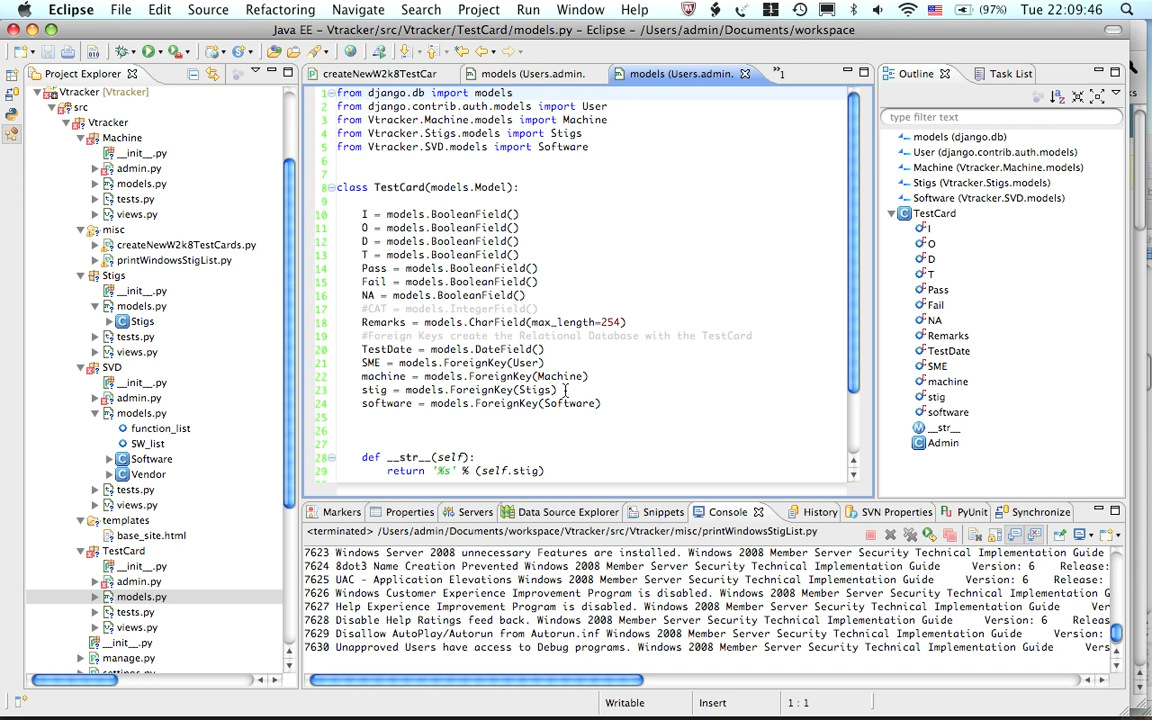 Eclipse File Edit Source Refactoring Navigate Search Project Run Window Help (97%) Tue 22:09:46
Java EE - Vtracker/src/Vtracker/TestCard/models.py - Eclipse - /Users/admin/Documents/workspace
Project Explorer
Vtracker [Vtracker]
src
Vtracker
Machine
__init__.py
admin.py
models.py
tests.py
views.py
misc
createNewW2k8TestCards.py
printWindowsStigList.py
Stigs
__init__.py
models.py
Stigs
tests.py
views.py
SVD
__init__.py
admin.py
models.py
function_list
SW_list
Software
Vendor
tests.py
views.py
templates
base_site.html
TestCard
__init__.py
admin.py
models.py
tests.py
views.py
__init__.py
manage.py
settings.py
createNewW2k8TestCar models (Users.admin. models (Users.admin. »1
1 from django.db import models
2 from django.contrib.auth.models import User
3 from Vtracker.Machine.models import Machine
4 from Vtracker.Stigs.models import Stigs
5 from Vtracker.SVD.models import Software
6
7
8 class TestCard(models.Model):
9
10 I = models.BooleanField()
11 O = models.BooleanField()
12 D = models.BooleanField()
13 T = models.BooleanField()
14 Pass = models.BooleanField()
15 Fail = models.BooleanField()
16 NA = models.BooleanField()
17 #CAT = models.IntegerField()
18 Remarks = models.CharField(max_length=254)
19 #Foreign Keys create the Relational Database with the TestCard
20 TestDate = models.DateField()
21 SME = models.ForeignKey(User)
22 machine = models.ForeignKey(Machine)
23 stig = models.ForeignKey(Stigs)
24 software = models.ForeignKey(Software)
25
26
27
28 def __str__(self):
29 return '%s' % (self.stig)
Outline Task List
type filter text
models (django.db)
User (django.contrib.auth.models)
Machine (Vtracker.Machine.models)
Stigs (Vtracker.Stigs.models)
Software (Vtracker.SVD.models)
TestCard
I
O
D
T
Pass
Fail
NA
Remarks
TestDate
SME
machine
stig
software
__str__
Admin
Markers Properties Servers Data Source Explorer Snippets Console History SVN Properties PyUnit Synchronize
<terminated> /Users/admin/Documents/workspace/Vtracker/src/Vtracker/misc/printWindowsStigList.py
7623 Windows Server 2008 unnecessary Features are installed. Windows 2008 Member Server Security Technical Implementation Guide
7624 8dot3 Name Creation Prevented Windows 2008 Member Server Security Technical Implementation Guide Version: 6 Release:
7625 UAC - Application Elevations Windows 2008 Member Server Security Technical Implementation Guide Version: 6 Release:
7626 Windows Customer Experience Improvement Program is disabled. Windows 2008 Member Server Security Technical Implementation
7627 Help Experience Improvement Program is disabled. Windows 2008 Member Server Security Technical Implementation Guide Ver
7628 Disable Help Ratings feed back. Windows 2008 Member Server Security Technical Implementation Guide Version: 6 Releas
7629 Disallow AutoPlay/Autorun from Autorun.inf Windows 2008 Member Server Security Technical Implementation Guide Version:
7630 Unapproved Users have access to Debug programs. Windows 2008 Member Server Security Technical Implementation Guide Vers
Writable Insert 1 : 1